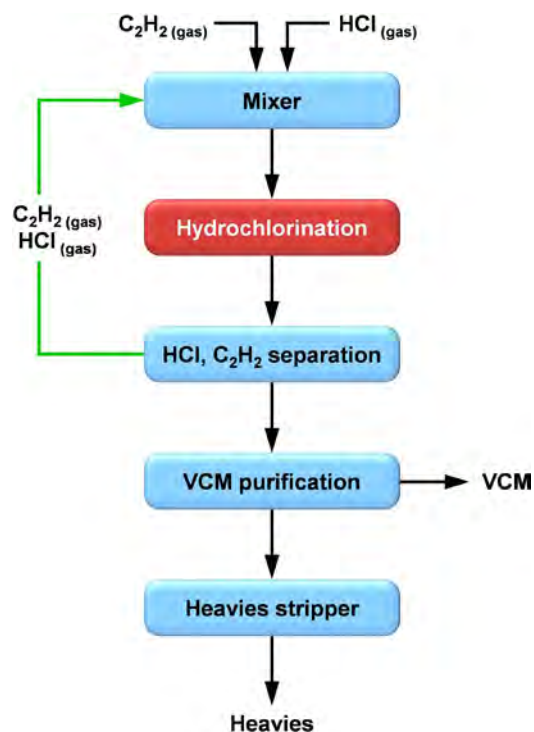 C₂H₂ (gas) HCl (gas)
Mixer
C₂H₂ (gas)
HCl (gas)
Hydrochlorination
HCl, C₂H₂ separation
VCM purification VCM
Heavies stripper
Heavies